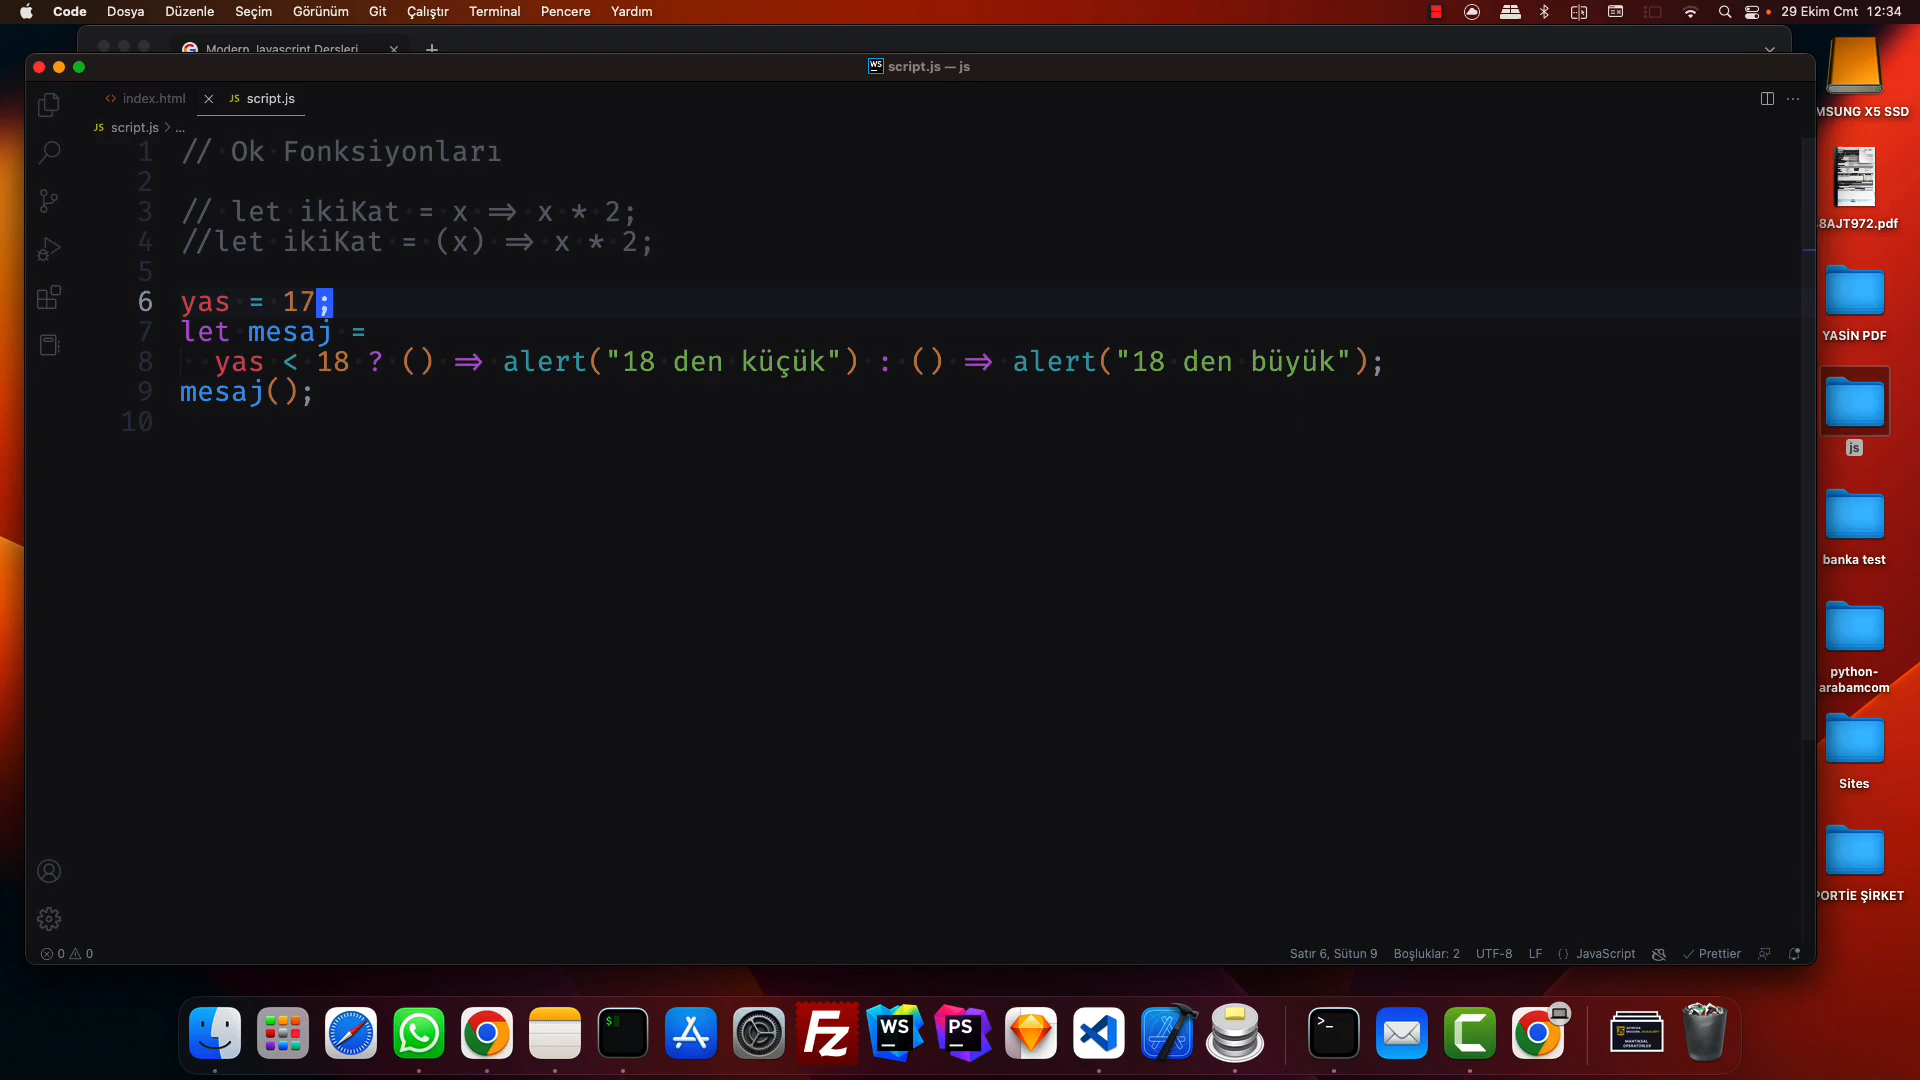 Code Dosya Düzenle Seçim Görünüm Git Çalıştır Terminal Pencere Yardım 29 Ekim Cmt 12:34
Modern Javascript Dersleri
script.js — js
index.html script.js
JS script.js > ...
1 // Ok Fonksiyonları
2
3 // let ikiKat = x => x * 2;
4 //let ikiKat = (x) => x * 2;
5
6 yas = 17;
7 let mesaj =
8 yas < 18 ? () => alert("18 den küçük") : () => alert("18 den büyük");
9 mesaj();
10
MSUNG X5 SSD
8AJT972.pdf
YASİN PDF
js
banka test
python-
arabamcom
Sites
PORTİE ŞİRKET
0 0 Satır 6, Sütun 9 Boşluklar: 2 UTF-8 LF {} JavaScript Prettier
FZ WS PS